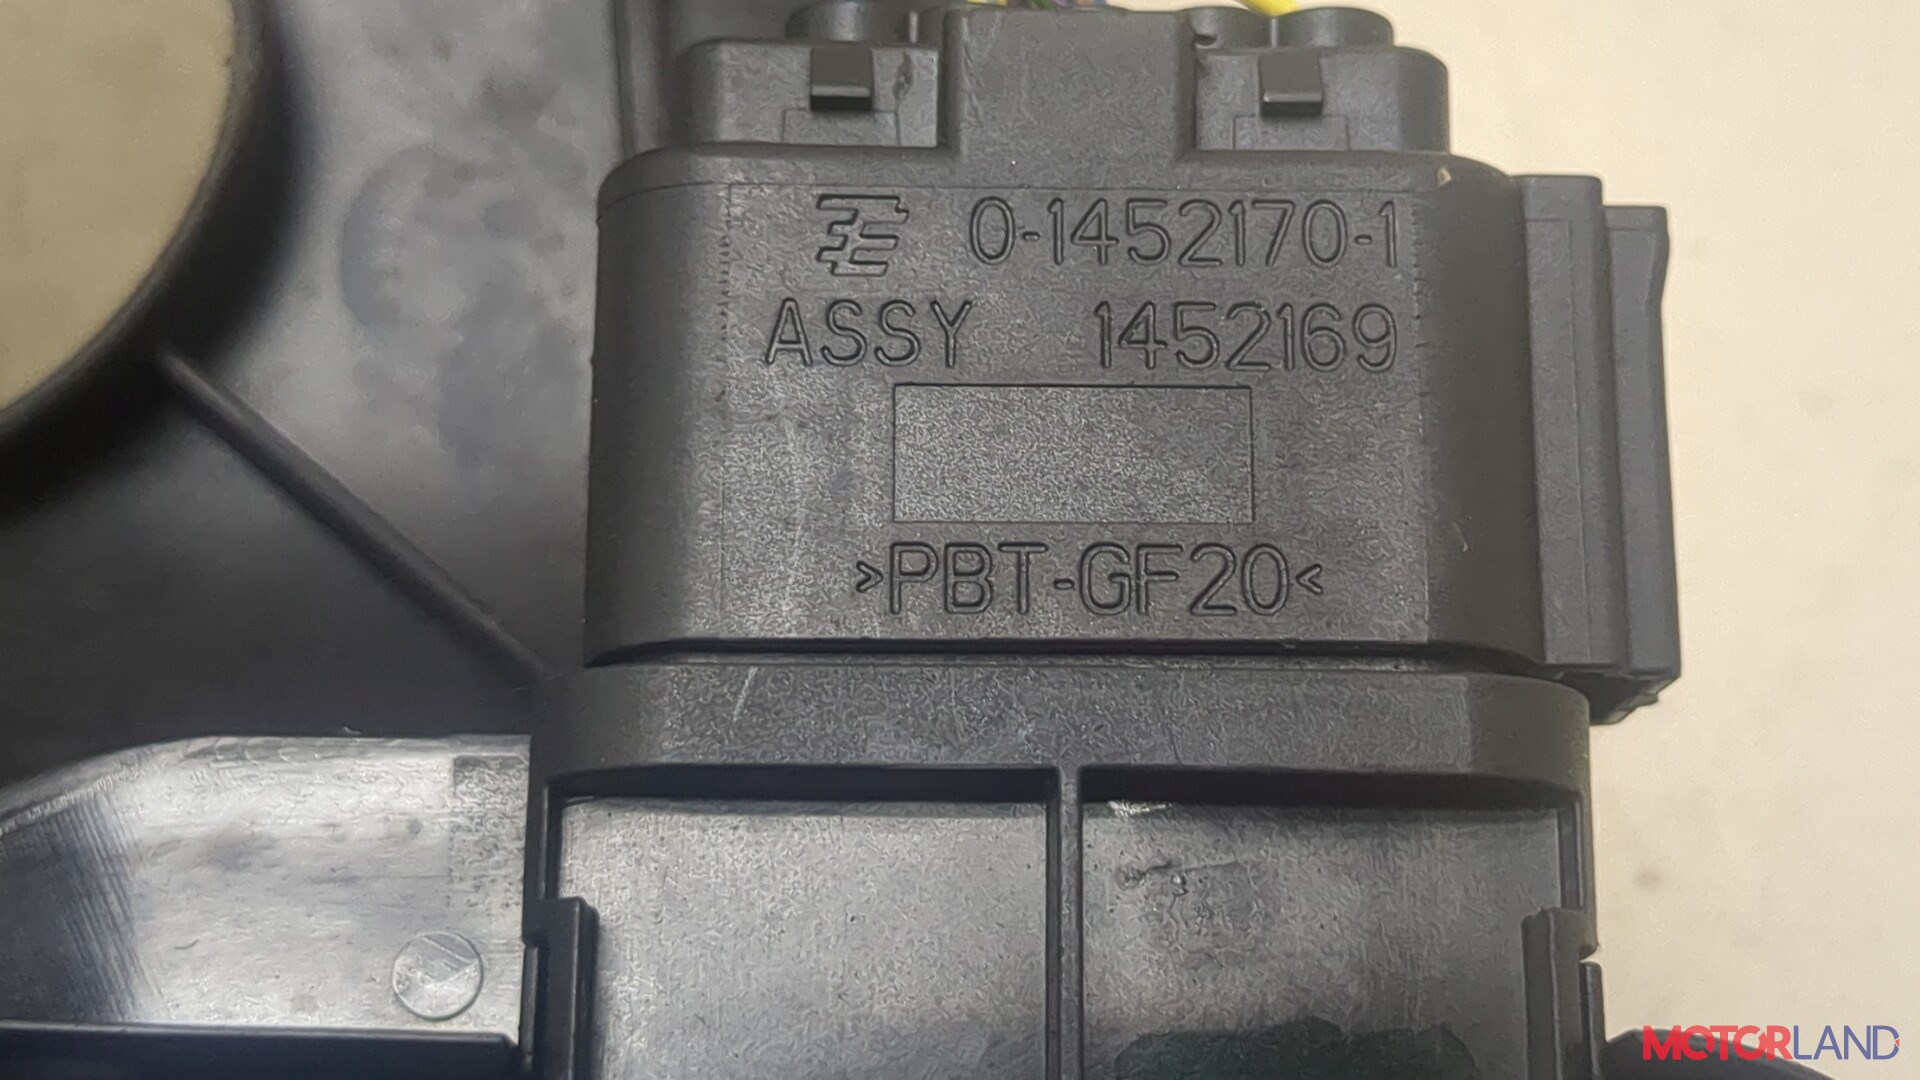 0-1452170-1
ASSY 1452169
>PBT-GF20<
MOTORLAND